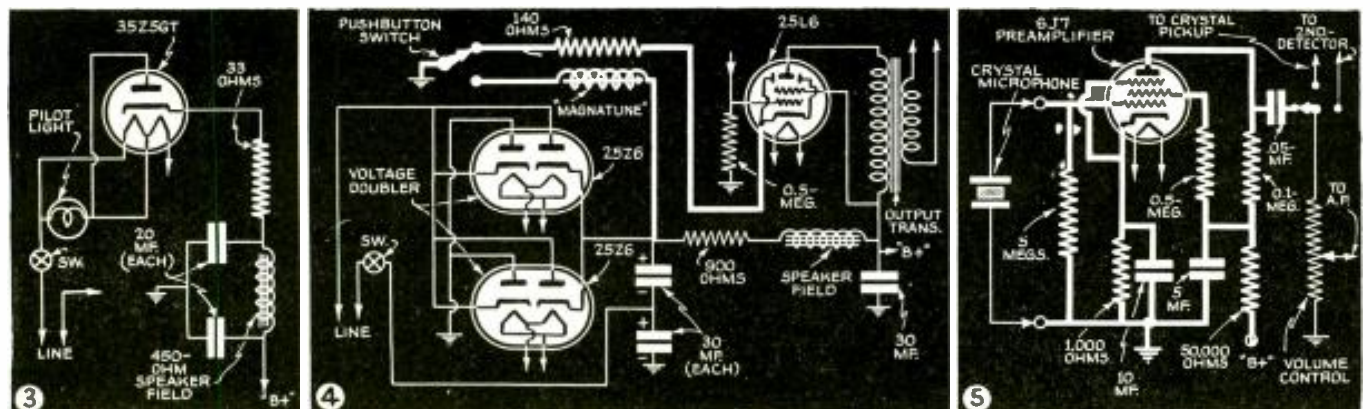 35Z5GT
33
OHMS
PILOT
LIGHT
20
MF.
(EACH)
SW.
LINE
450-
OHM
SPEAKER
FIELD
"B+"
3
PUSHBUTTON
SWITCH
140
OHMS
25L6
"MAGNATUNE"
25Z6
VOLTAGE
DOUBLER
0.5-
MEG.
OUTPUT
TRANS.
SW.
25Z6
900
OHMS
SPEAKER
FIELD
"B+"
LINE
30
MF.
(EACH)
30
MF.
4
6J7
PREAMPLIFIER
TO CRYSTAL
PICKUP
TO
2ND-
DETECTOR
CRYSTAL
MICROPHONE
.05-
MF.
0.5-
MEG.
0.1-
MEG.
TO
A.F.
5
MEGS.
5
MF.
1,000
OHMS
10
MF.
50,000
OHMS
"B+"
VOLUME
CONTROL
5